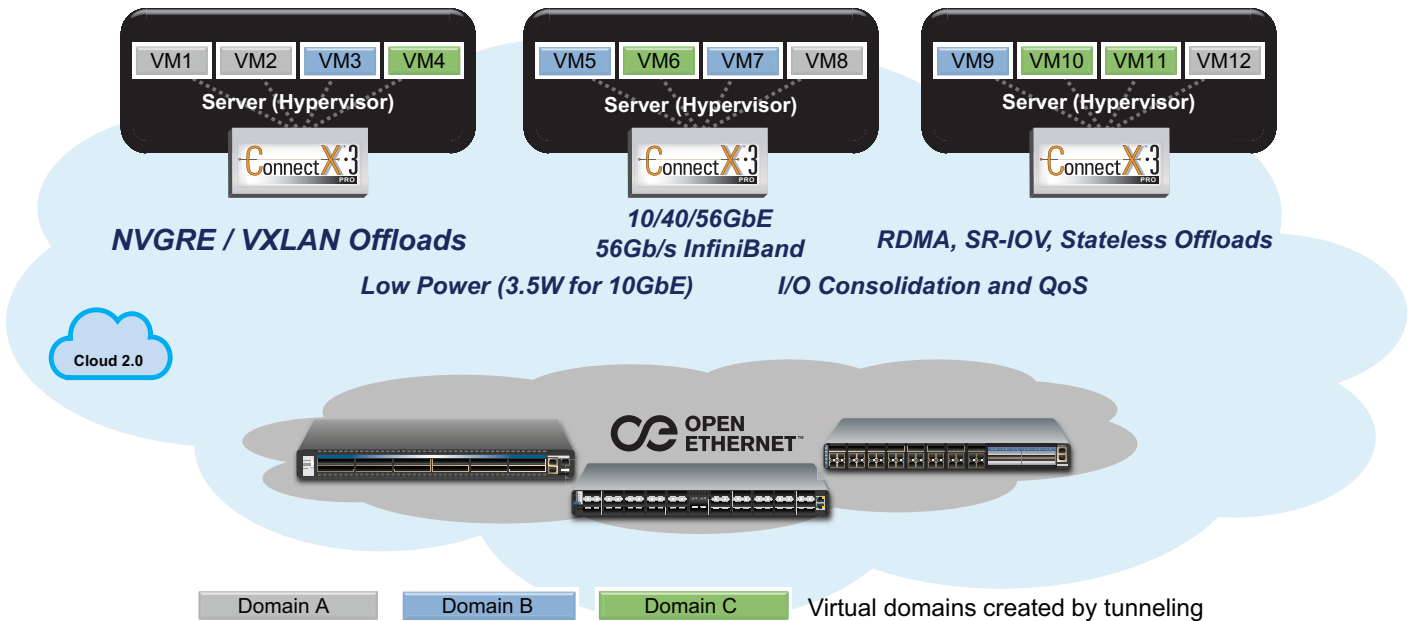 VM1 VM2 VM3 VM4
Server (Hypervisor)
ConnectX·3
PRO
VM5 VM6 VM7 VM8
Server (Hypervisor)
ConnectX·3
PRO
VM9 VM10 VM11 VM12
Server (Hypervisor)
ConnectX·3
PRO
NVGRE / VXLAN Offloads
10/40/56GbE
56Gb/s InfiniBand
RDMA, SR-IOV, Stateless Offloads
Low Power (3.5W for 10GbE)
I/O Consolidation and QoS
Cloud 2.0
OPEN
ETHERNET™
Domain A
Domain B
Domain C
Virtual domains created by tunneling